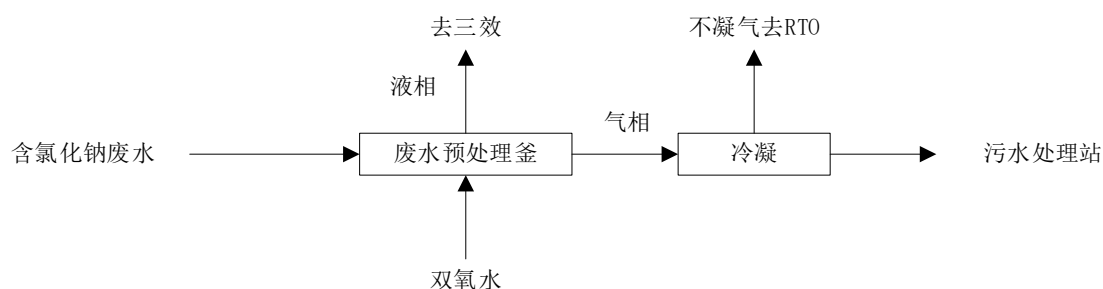 去三效
不凝气去RTO
液相
气相
含氯化钠废水
废水预处理釜
冷凝
污水处理站
双氧水